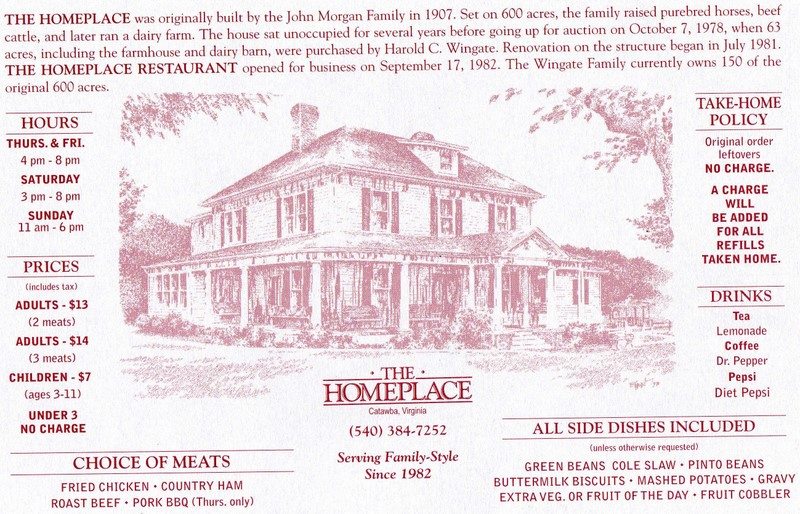 THE HOMEPLACE was originally built by the John Morgan Family in 1907. Set on 600 acres, the family raised purebred horses, beef
cattle, and later ran a dairy farm. The house sat unoccupied for several years before going up for auction on October 7, 1978, when 63
acres, including the farmhouse and dairy barn, were purchased by Harold C. Wingate. Renovation on the structure began in July 1981.
THE HOMEPLACE RESTAURANT opened for business on September 17, 1982. The Wingate Family currently owns 150 of the
original 600 acres.
HOURS
THURS. & FRI.
4 pm - 8 pm
SATURDAY
3 pm - 8 pm
SUNDAY
11 am - 6 pm
PRICES
(includes tax)
ADULTS - $13
(2 meats)
ADULTS - $14
(3 meats)
CHILDREN - $7
(ages 3-11)
UNDER 3
NO CHARGE
TAKE-HOME
POLICY
Original order
leftovers
NO CHARGE.
A CHARGE
WILL
BE ADDED
FOR ALL
REFILLS
TAKEN HOME.
DRINKS
Tea
Lemonade
Coffee
Dr. Pepper
Pepsi
Diet Pepsi
· THE ·
HOMEPLACE
Catawba, Virginia
(540) 384-7252
Serving Family-Style
Since 1982
CHOICE OF MEATS
FRIED CHICKEN • COUNTRY HAM
ROAST BEEF • PORK BBQ (Thurs. only)
ALL SIDE DISHES INCLUDED
(unless otherwise requested)
GREEN BEANS COLE SLAW • PINTO BEANS
BUTTERMILK BISCUITS • MASHED POTATOES • GRAVY
EXTRA VEG. OR FRUIT OF THE DAY • FRUIT COBBLER